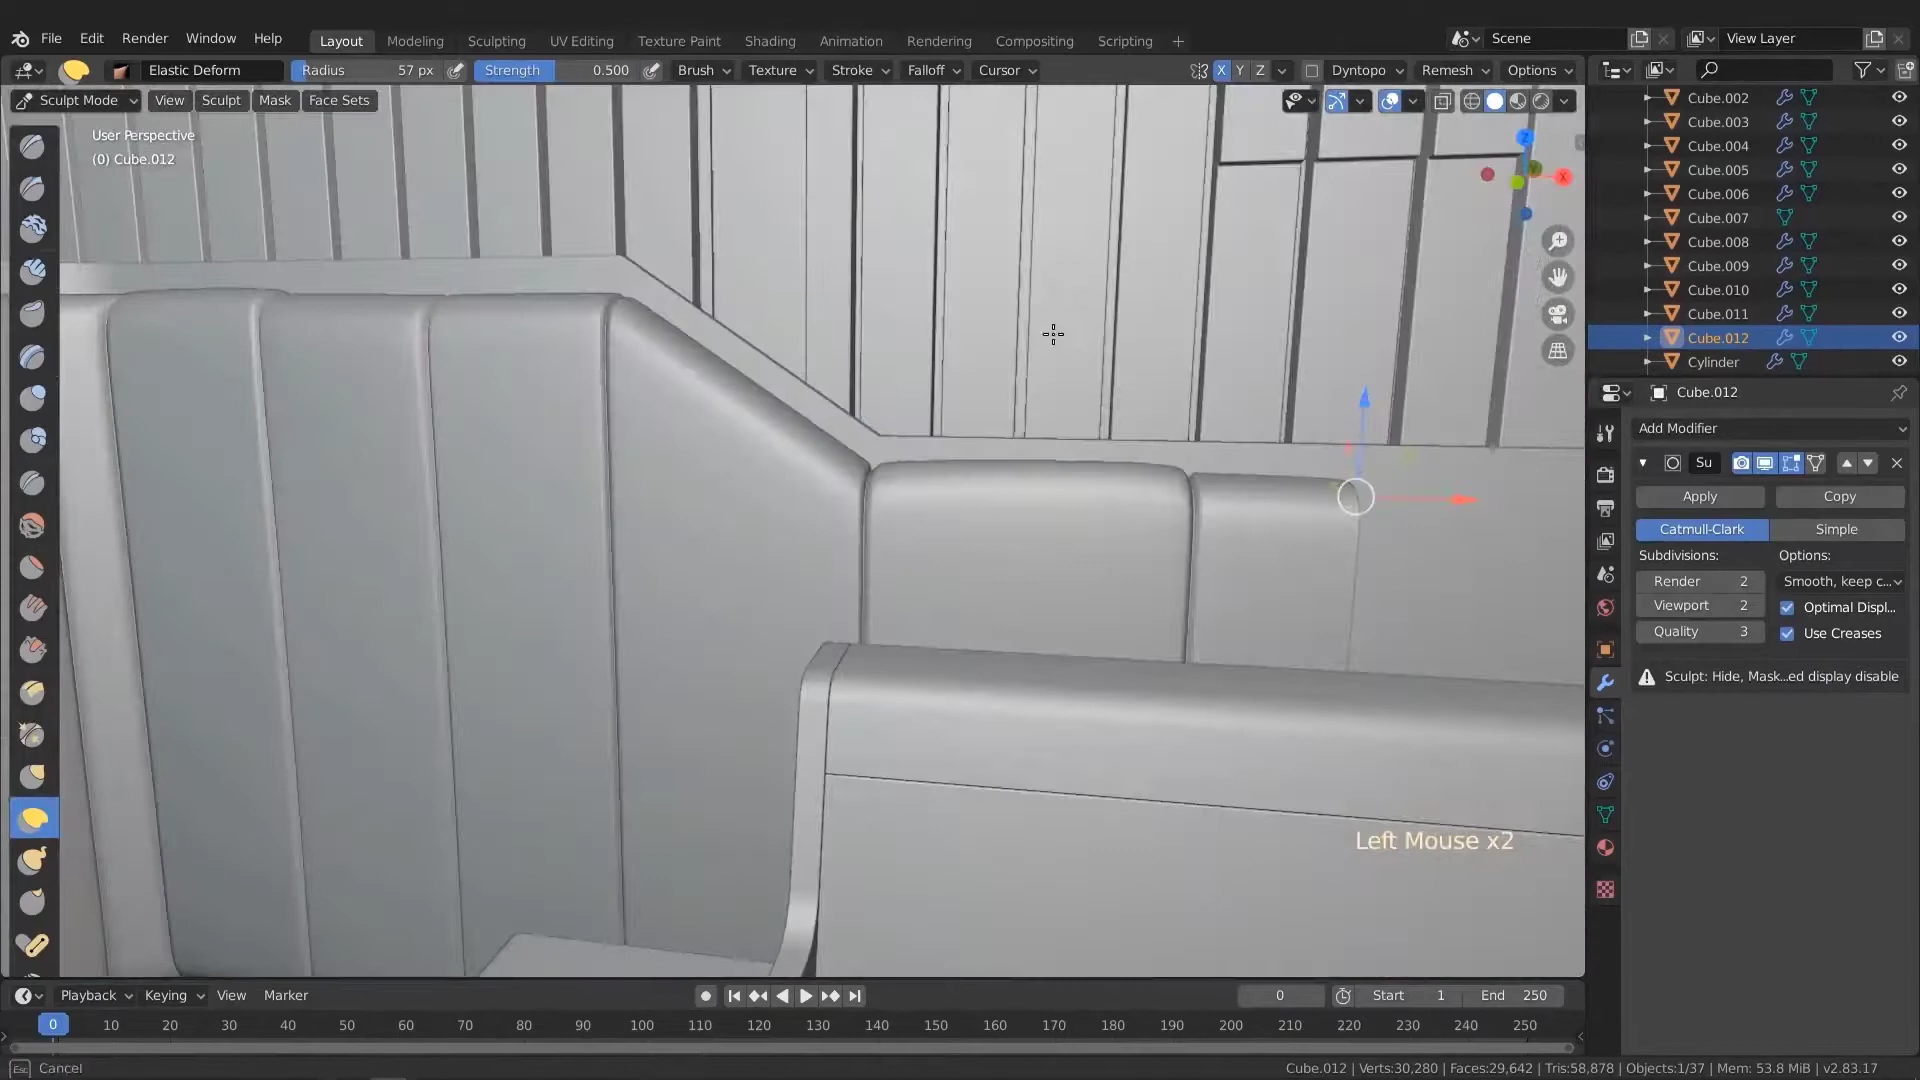 File Edit Render Window Help Layout Modeling Sculpting UV Editing Texture Paint Shading Animation Rendering Compositing Scripting + Scene View Layer
Elastic Deform Radius 57 px Strength 0.500 Brush Texture Stroke Falloff Cursor X Y Z Dyntopo Remesh Options
Sculpt Mode View Sculpt Mask Face Sets
User Perspective
(0) Cube.012
Z
X
Cube.002
Cube.003
Cube.004
Cube.005
Cube.006
Cube.007
Cube.008
Cube.009
Cube.010
Cube.011
Cube.012
Cylinder
Cube.012
Add Modifier
Su
Apply Copy
Catmull-Clark Simple
Subdivisions: Options:
Render 2 Smooth, keep c...
Viewport 2 Optimal Displ...
Quality 3 Use Creases
Sculpt: Hide, Mask...ed display disable
Left Mouse x2
Playback Keying View Marker 0 Start 1 End 250
0 10 20 30 40 50 60 70 80 90 100 110 120 130 140 150 160 170 180 190 200 210 220 230 240 250
Esc Cancel Cube.012 | Verts:30,280 | Faces:29,642 | Tris:58,878 | Objects:1/37 | Mem: 53.8 MiB | v2.83.17